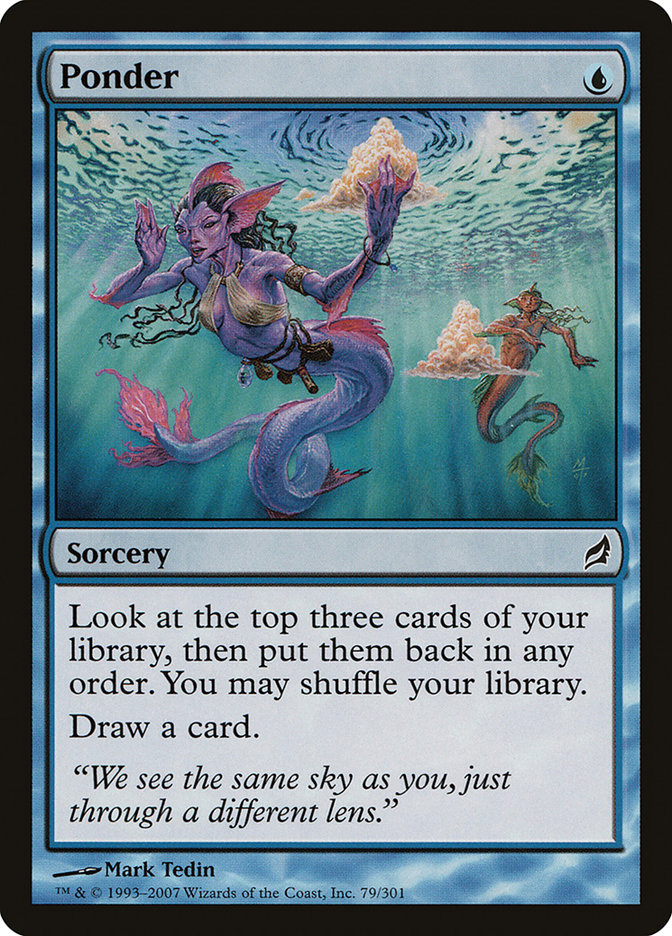 Ponder
Sorcery
Look at the top three cards of your
library, then put them back in any
order. You may shuffle your library.
Draw a card.
“We see the same sky as you, just
through a different lens.”
Mark Tedin
™ & © 1993–2007 Wizards of the Coast, Inc. 79/301